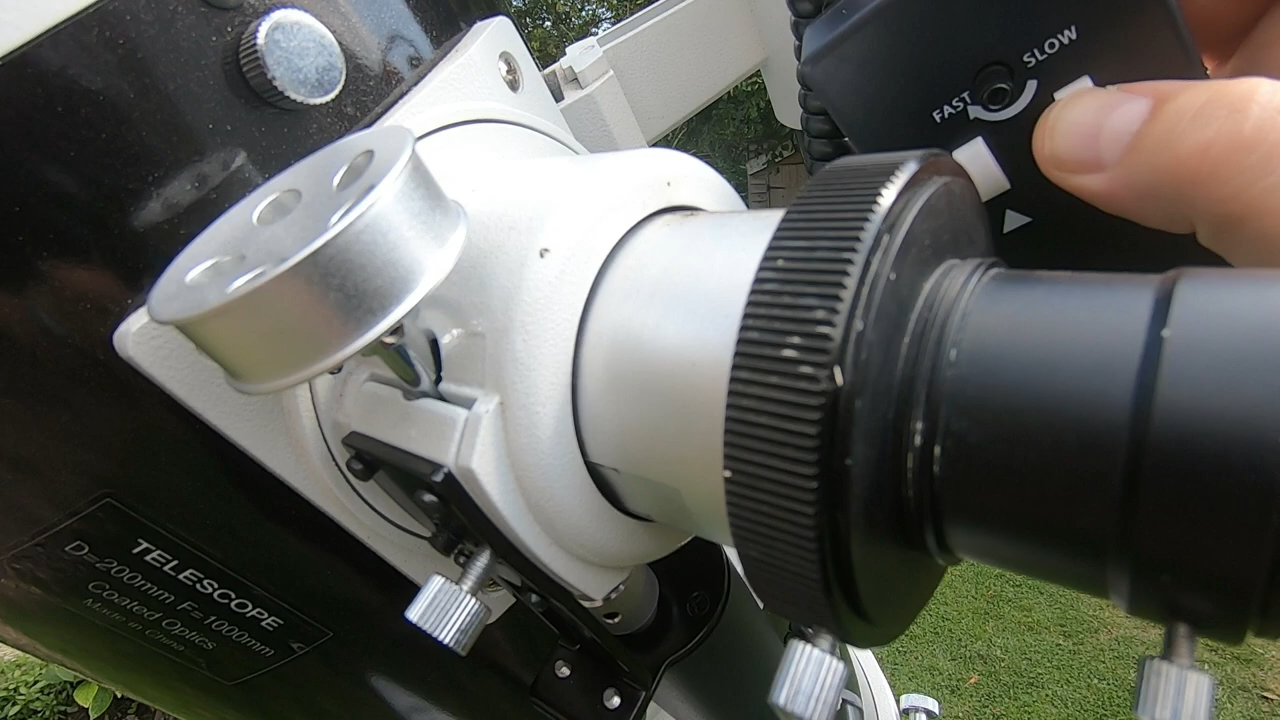 SLOW
FAST
TELESCOPE
D=200mm F=1000mm
Coated Optics
Made in China